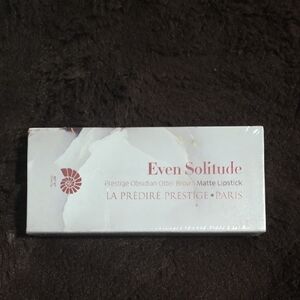 Even Solitude
Prestige Obsidian Otter Brown Matte Lipstick
LA PREDIRE PRESTIGE • PARIS